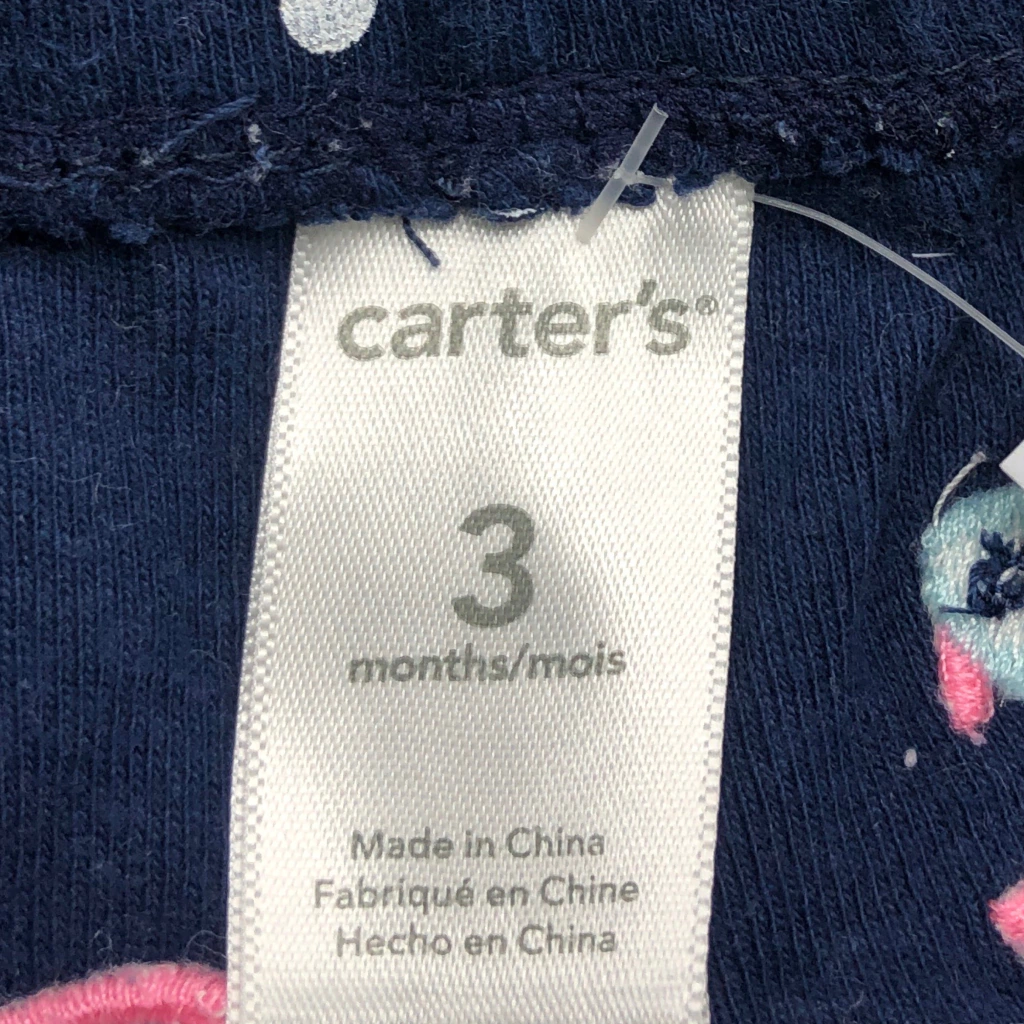 carter's®
3
months/mois
Made in China
Fabriqué en Chine
Hecho en China